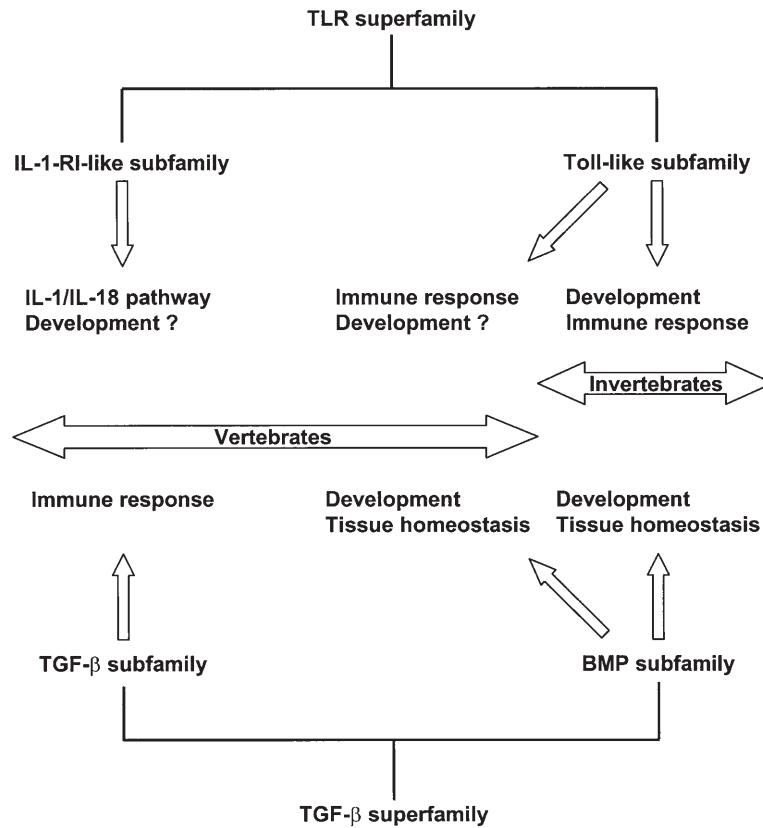 TLR superfamily
IL-1-RI-like subfamily
Toll-like subfamily
IL-1/IL-18 pathway
Development ?
Immune response
Development ?
Development
Immune response
Invertebrates
Vertebrates
Immune response
Development
Tissue homeostasis
Development
Tissue homeostasis
TGF-β subfamily
BMP subfamily
TGF-β superfamily